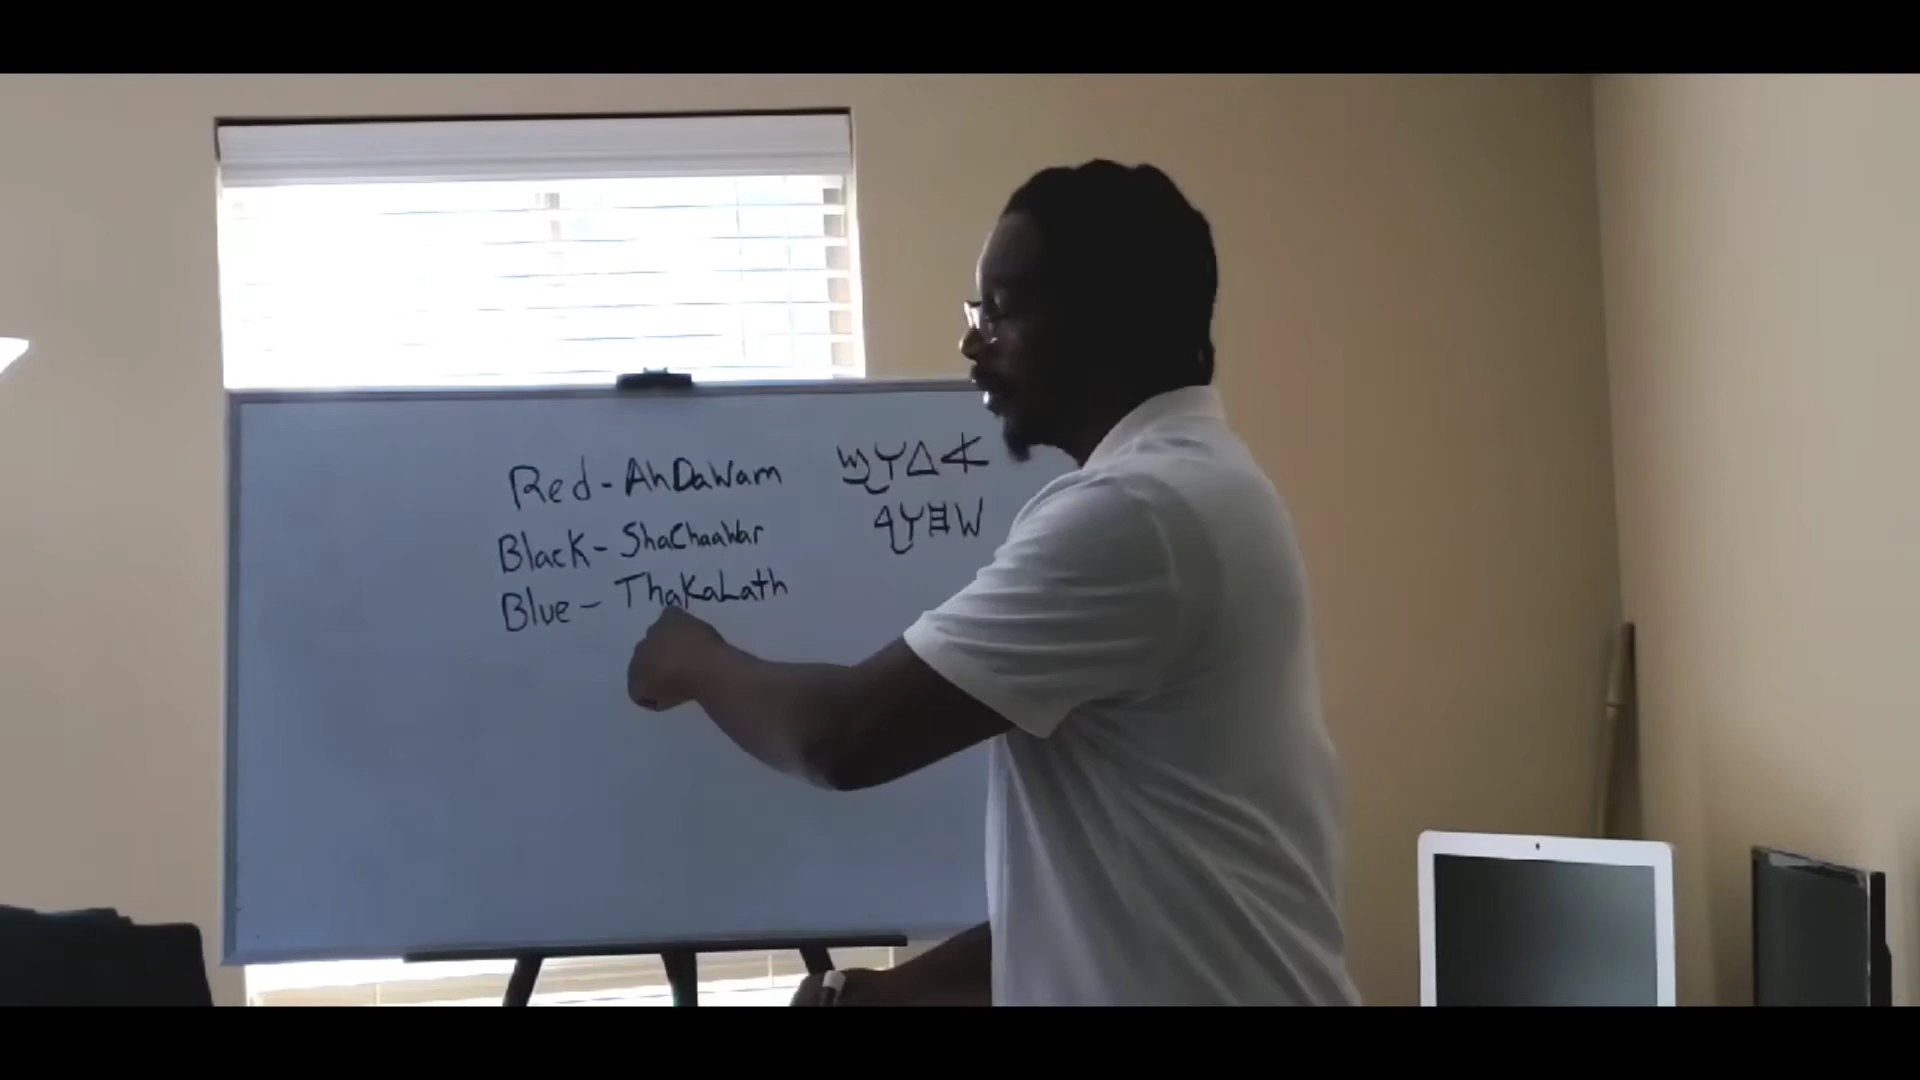 Red - AhDaWam 𐤀𐤃𐤅𐤌
Black - ShaChaaWar 𐤔𐤇𐤅𐤓
Blue - ThaKaLath